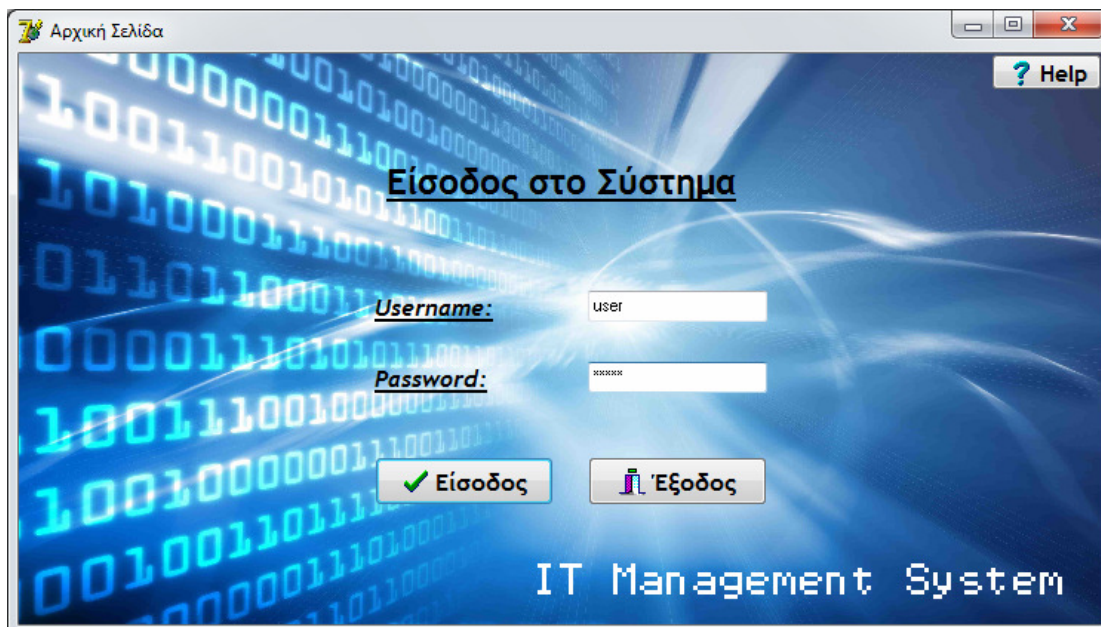 Αρχική Σελίδα
? Help
Είσοδος στο Σύστημα
Username:
user
Password:
*****
Είσοδος
Έξοδος
IT Management System